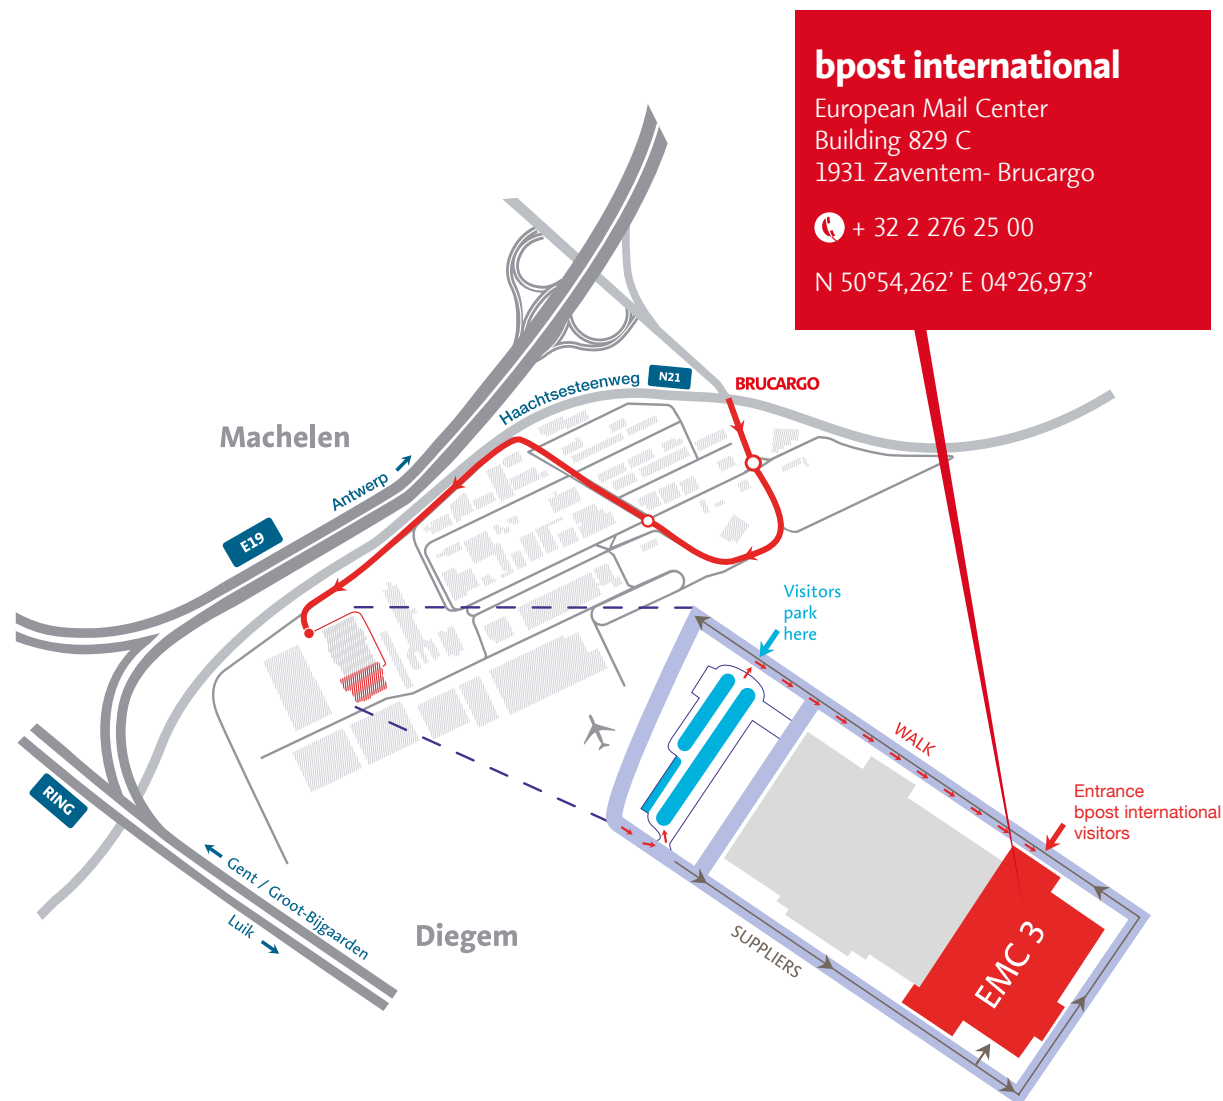 bpost international
European Mail Center
Building 829 C
1931 Zaventem- Brucargo
+ 32 2 276 25 00
N 50°54,262’ E 04°26,973’
N21
BRUCARGO
Haachtsesteenweg
Machelen
Antwerp
E19
Visitors
park
here
WALK
Entrance
bpost international
visitors
RING
Gent / Groot-Bijgaarden
Luik
Diegem
SUPPLIERS
EMC 3